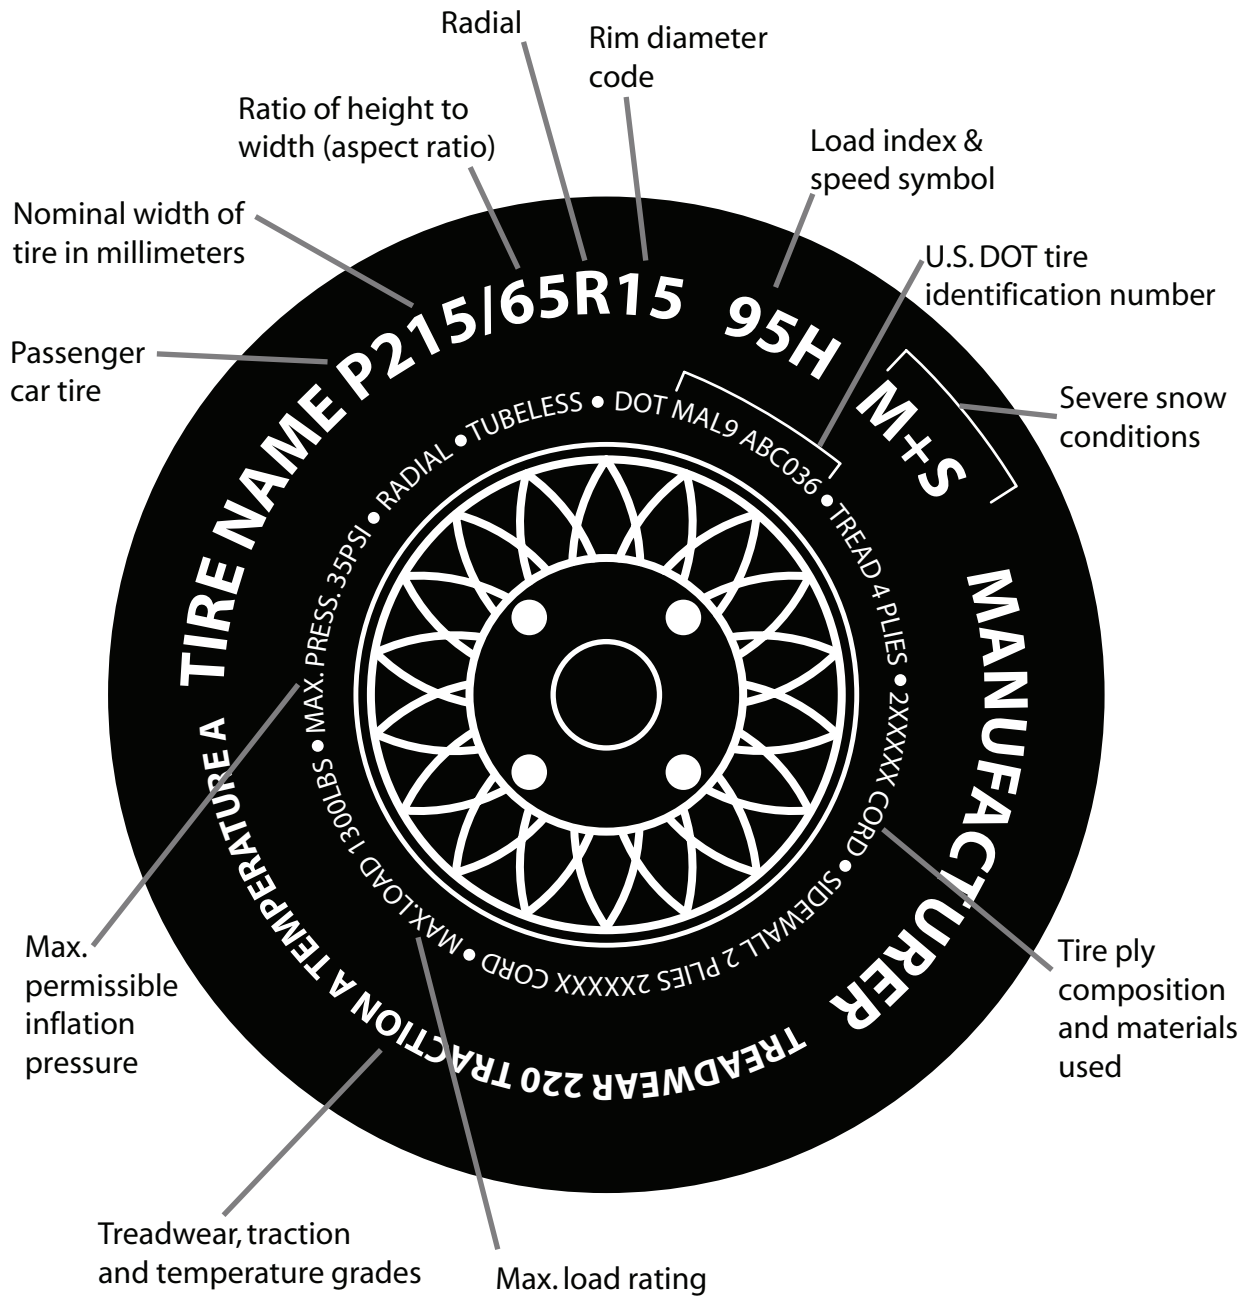 Radial
Rim diameter
code
Ratio of height to
width (aspect ratio)
Load index &
speed symbol
Nominal width of
tire in millimeters
U.S. DOT tire
identification number
Passenger
car tire
Severe snow
conditions
TIRE NAME P215/65R15 95H M+S
MANUFACTURER
TREADWEAR 220 TRACTION A TEMPERATURE A
• DOT MAL9 ABC036 • TREAD 4 PLIES • 2XXXXX CORD • SIDEWALL 2 PLIES 2XXXXX CORD • MAX.LOAD 1300LBS • MAX. PRESS. 35PSI • RADIAL • TUBELESS
Max.
permissible
inflation
pressure
Tire ply
composition
and materials
used
Treadwear, traction
and temperature grades
Max. load rating